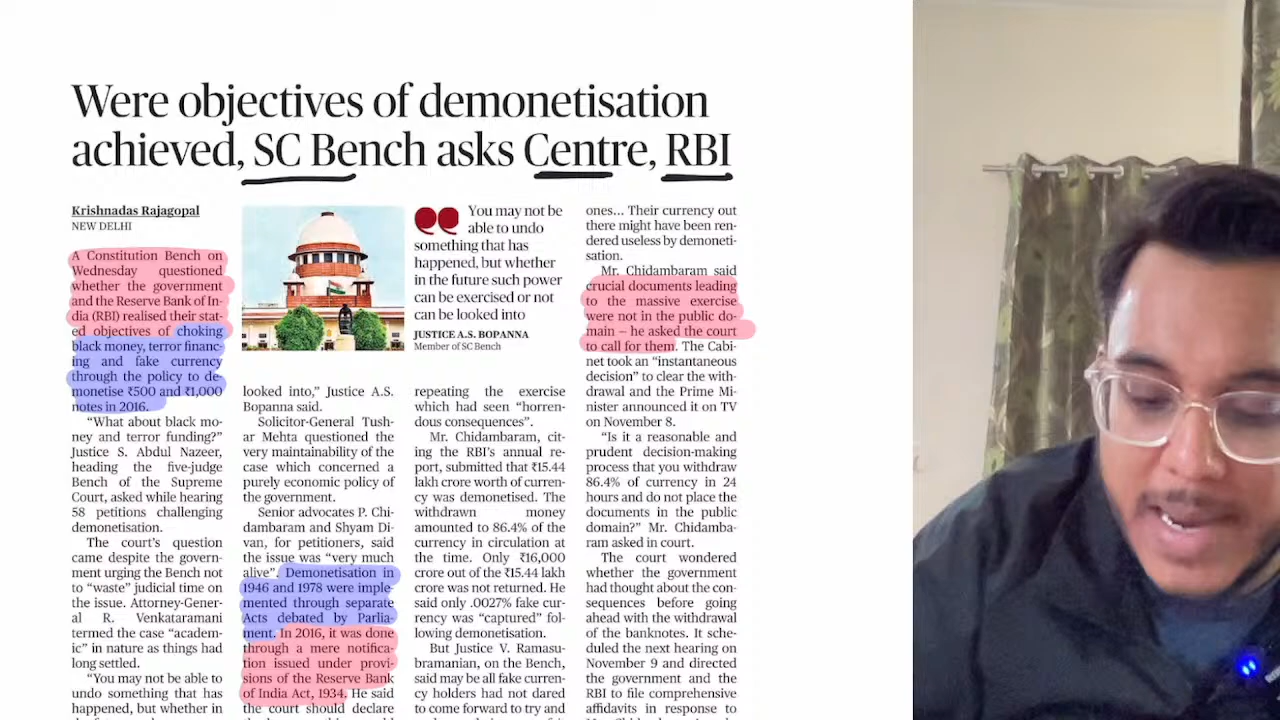 Were objectives of demonetisation
achieved, SC Bench asks Centre, RBI
Krishnadas Rajagopal
NEW DELHI
A Constitution Bench on
Wednesday questioned
whether the government
and the Reserve Bank of In-
dia (RBI) realised their stat-
ed objectives of choking
black money, terror financ-
ing and fake currency
through the policy to de-
monetise ₹500 and ₹1,000
notes in 2016.
“What about black mo-
ney and terror funding?”
Justice S. Abdul Nazeer,
heading the five-judge
Bench of the Supreme
Court, asked while hearing
58 petitions challenging
demonetisation.
The court’s question
came despite the govern-
ment urging the Bench not
to “waste” judicial time on
the issue. Attorney-Gener-
al R. Venkataramani
termed the case “academ-
ic” in nature as things had
long settled.
“You may not be able to
undo something that has
happened, but whether in
looked into,” Justice A.S.
Bopanna said.
Solicitor-General Tush-
ar Mehta questioned the
very maintainability of the
case which concerned a
purely economic policy of
the government.
Senior advocates P. Chi-
dambaram and Shyam Di-
van, for petitioners, said
the issue was “very much
alive”. Demonetisation in
1946 and 1978 were imple-
mented through separate
Acts debated by Parlia-
ment. In 2016, it was done
through a mere notifica-
tion issued under provi-
sions of the Reserve Bank
of India Act, 1934. He said
the court should declare
You may not be
able to undo
something that has
happened, but whether
in the future such power
can be exercised or not
can be looked into
JUSTICE A.S. BOPANNA
Member of SC Bench
repeating the exercise
which had seen “horren-
dous consequences”.
Mr. Chidambaram, cit-
ing the RBI’s annual re-
port, submitted that ₹15.44
lakh crore worth of curren-
cy was demonetised. The
withdrawn money
amounted to 86.4% of the
currency in circulation at
the time. Only ₹16,000
crore out of the ₹15.44 lakh
crore was not returned. He
said only .0027% fake cur-
rency was “captured” fol-
lowing demonetisation.
But Justice V. Ramasu-
bramanian, on the Bench,
said may be all fake curren-
cy holders had not dared
to come forward to try and
ones... Their currency out
there might have been ren-
dered useless by demoneti-
sation.
Mr. Chidambaram said
crucial documents leading
to the massive exercise
were not in the public do-
main – he asked the court
to call for them. The Cabi-
net took an “instantaneous
decision” to clear the with-
drawal and the Prime Mi-
nister announced it on TV
on November 8.
“Is it a reasonable and
prudent decision-making
process that you withdraw
86.4% of currency in 24
hours and do not place the
documents in the public
domain?” Mr. Chidamba-
ram asked in court.
The court wondered
whether the government
had thought about the con-
sequences before going
ahead with the withdrawal
of the banknotes. It sche-
duled the next hearing on
November 9 and directed
the government and the
RBI to file comprehensive
affidavits in response to